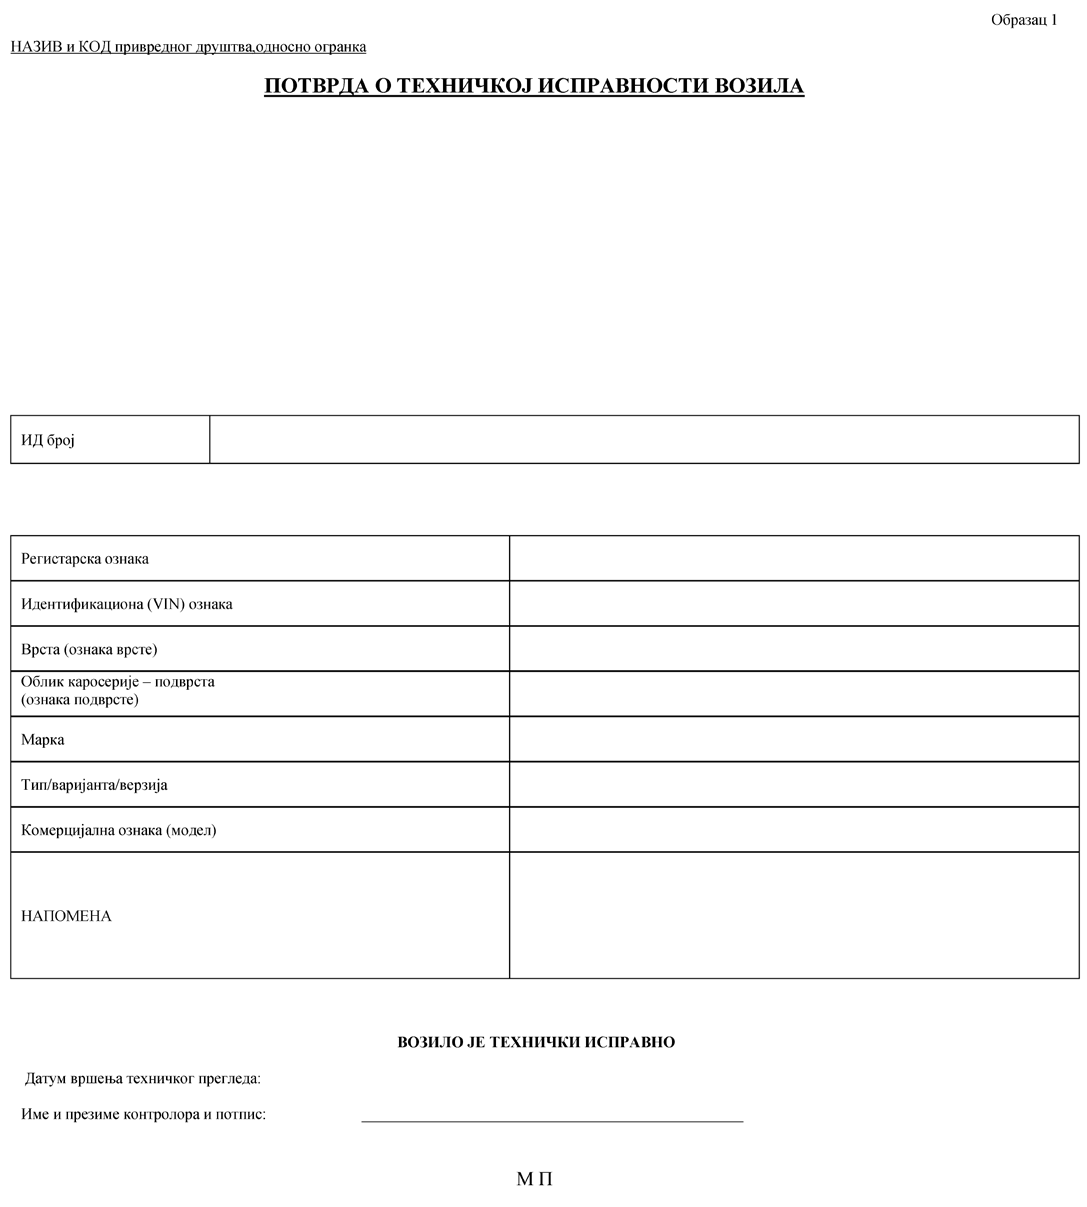 Образац 1
НАЗИВ и КОД привредног друштва,односно огранка
ПОТВРДА О ТЕХНИЧКОЈ ИСПРАВНОСТИ ВОЗИЛА
ИД број
Регистарска ознака
Идентификациона (VIN) ознака
Врста (ознака врсте)
Облик каросерије – подврста
(ознака подврсте)
Марка
Тип/варијанта/верзија
Комерцијална ознака (модел)
НАПОМЕНА
ВОЗИЛО ЈЕ ТЕХНИЧКИ ИСПРАВНО
Датум вршења техничког прегледа:
Име и презиме контролора и потпис:
М П